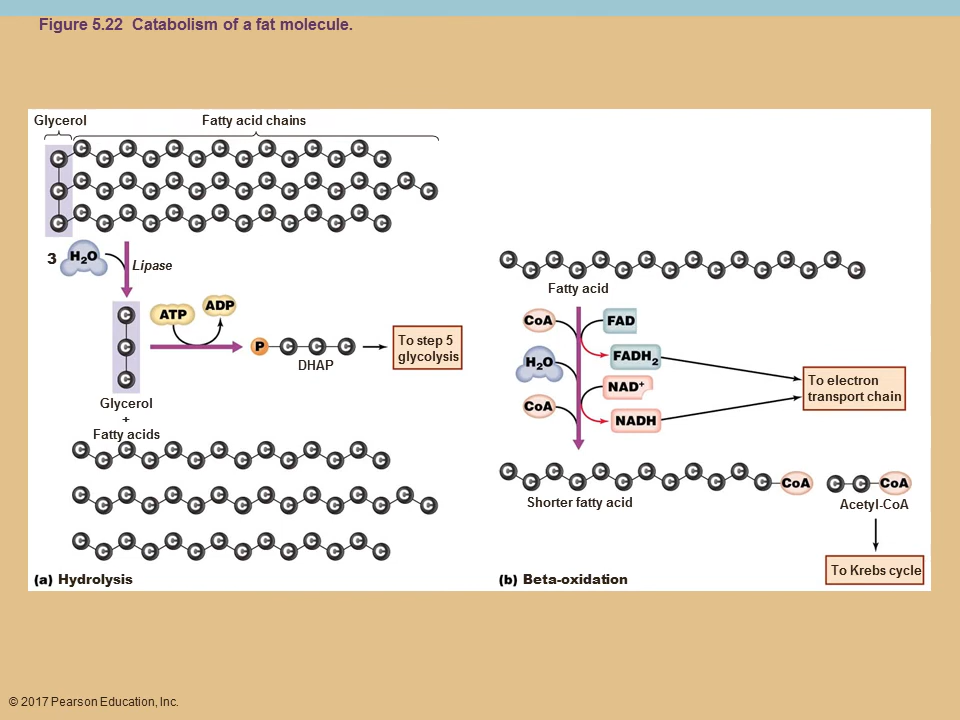 Figure 5.22 Catabolism of a fat molecule.
Glycerol
Fatty acid chains
C C C C C C C C C C C C C C C
C C C C C C C C C C C C C C C C C
C C C C C C C C C C C C C C C
3 H₂O
Lipase
C
C
C
ATP
ADP
P C C C
DHAP
To step 5
glycolysis
Glycerol
+
Fatty acids
C C C C C C C C C C C C C C
C C C C C C C C C C C C C C C C
C C C C C C C C C C C C C C
(a) Hydrolysis
C C C C C C C C C C C C C C C C
Fatty acid
CoA
FAD
H₂O
FADH₂
NAD⁺
CoA
NADH
To electron
transport chain
C C C C C C C C C C C C CoA
Shorter fatty acid
C C CoA
Acetyl-CoA
To Krebs cycle
(b) Beta-oxidation
© 2017 Pearson Education, Inc.